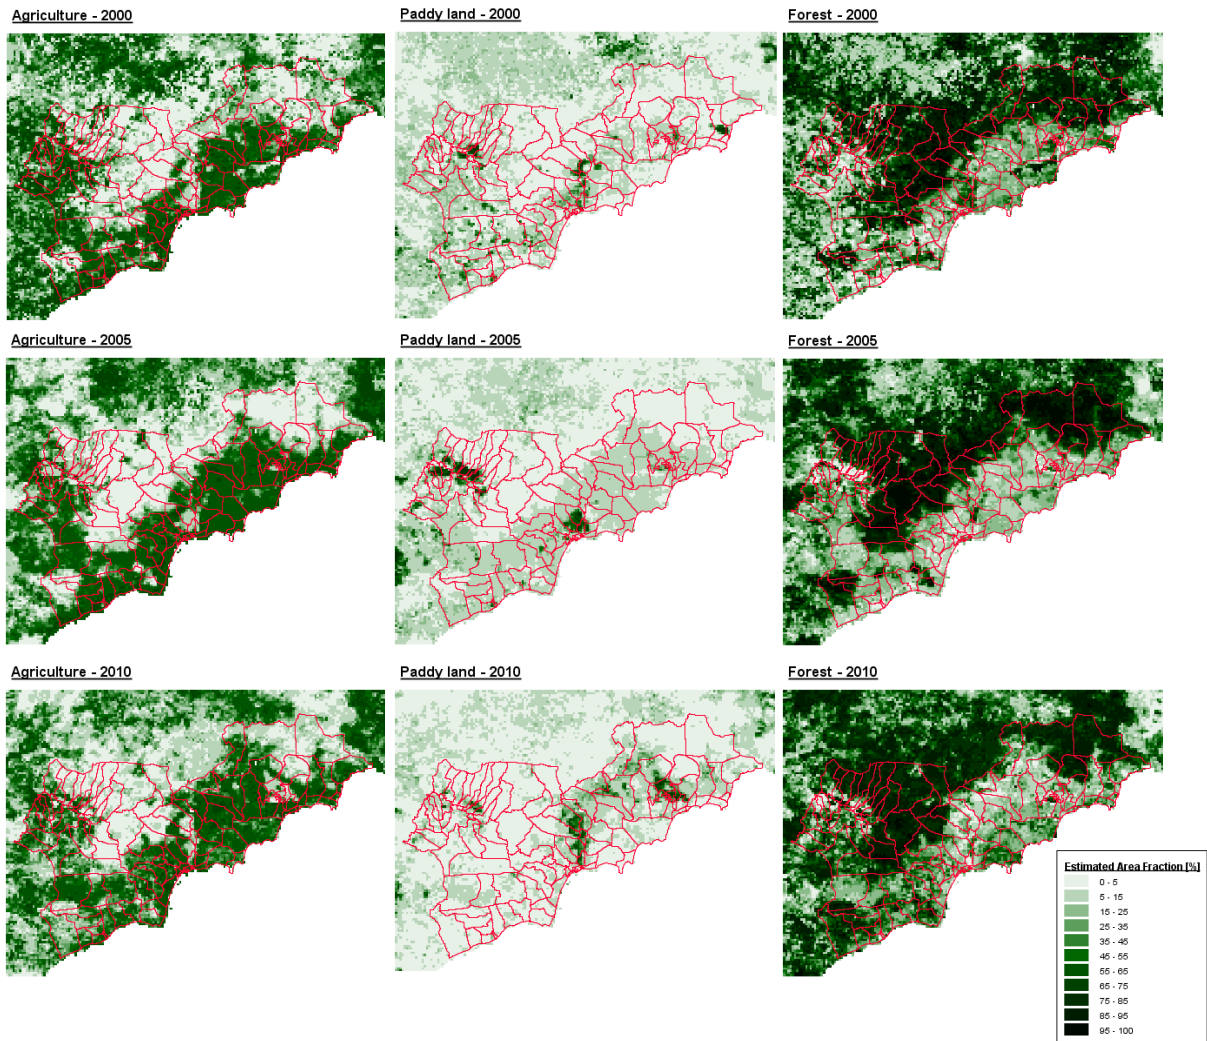 Agriculture - 2000
Paddy land - 2000
Forest - 2000
Agriculture - 2005
Paddy land - 2005
Forest - 2005
Agriculture - 2010
Paddy land - 2010
Forest - 2010
Estimated Area Fraction [%]
0 - 5
5 - 15
15 - 25
25 - 35
35 - 45
45 - 55
55 - 65
65 - 75
75 - 85
85 - 95
95 - 100